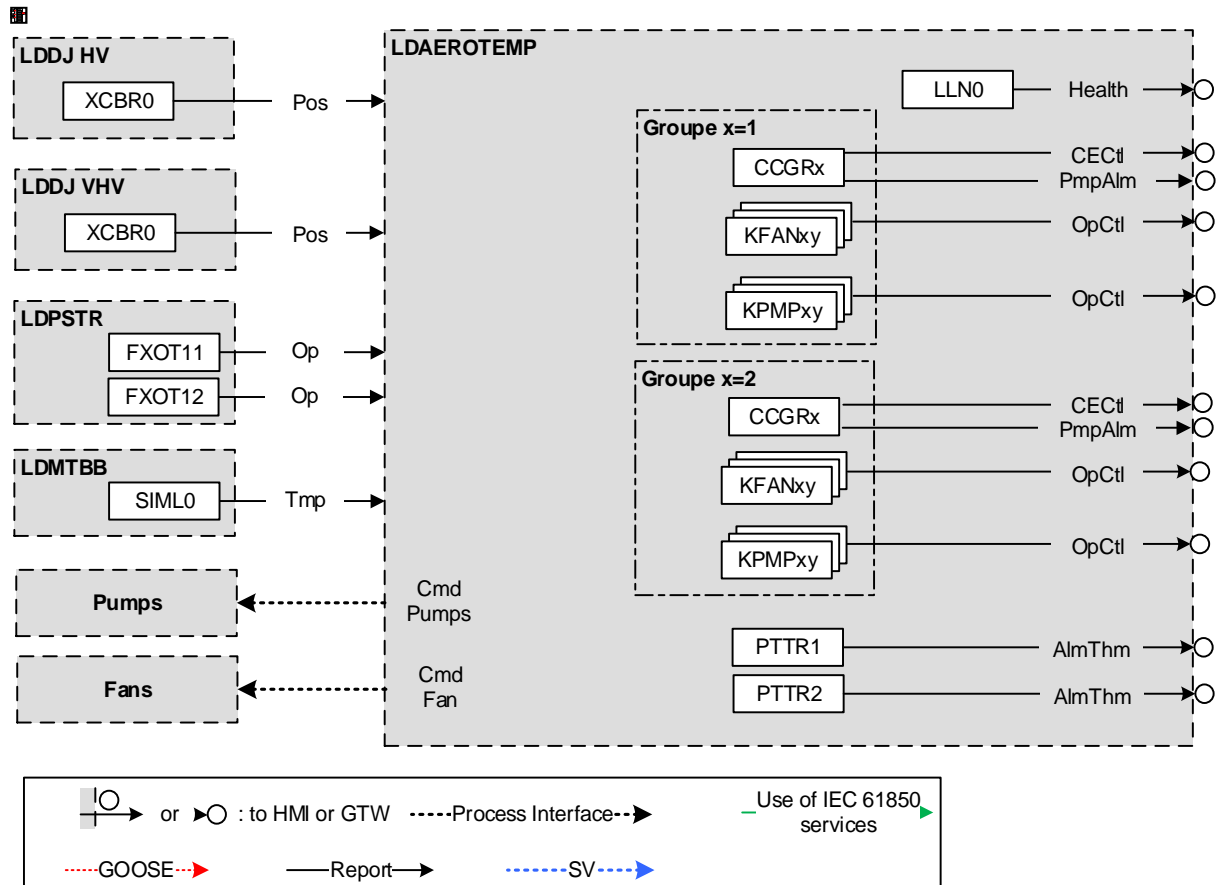 LDDJ HV
XCBR0
Pos
LDDJ VHV
XCBR0
Pos
LDPSTR
FXOT11
Op
FXOT12
Op
LDMTBB
SIML0
Tmp
Pumps
Cmd
Pumps
Fans
Cmd
Fan
LDAEROTEMP
LLN0
Health
Groupe x=1
CCGRx
CECtl
PmpAlm
KFANxy
OpCtl
KPMPxy
OpCtl
Groupe x=2
CCGRx
CECtl
PmpAlm
KFANxy
OpCtl
KPMPxy
OpCtl
PTTR1
AlmThm
PTTR2
AlmThm
or : to HMI or GTW
Process Interface
Use of IEC 61850
services
GOOSE
Report
SV